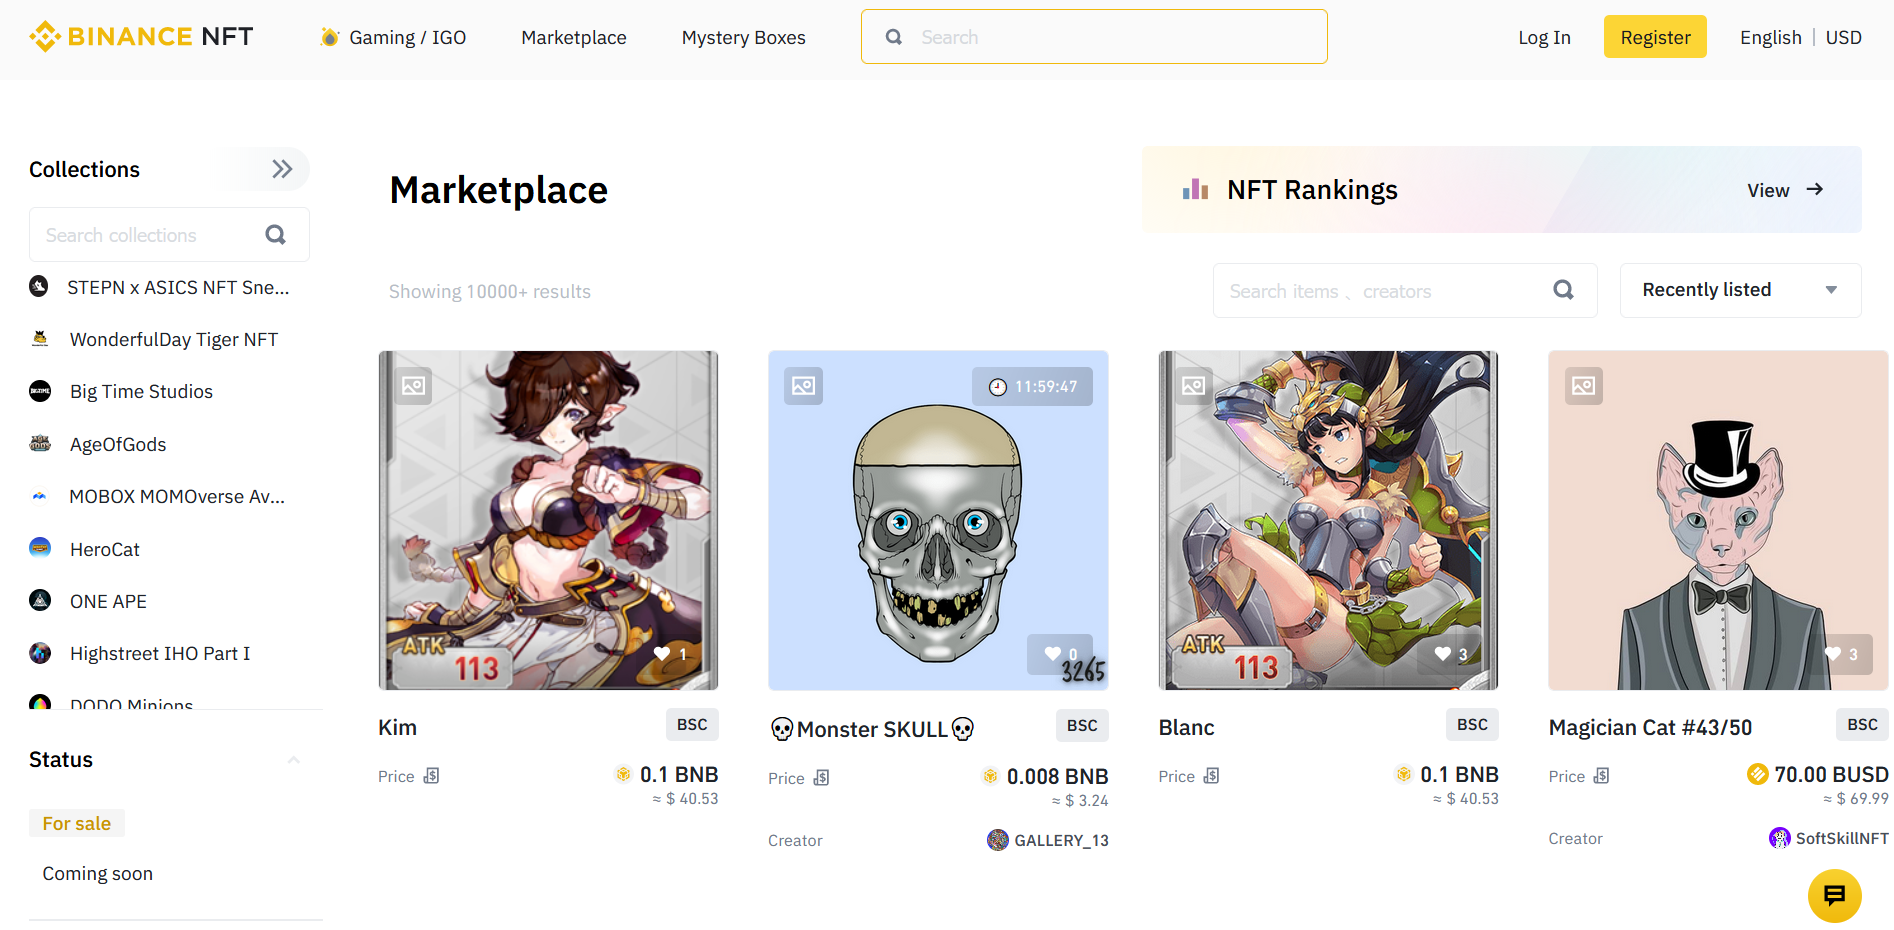 BINANCE NFT
Gaming / IGO
Marketplace
Mystery Boxes
Search
Log In
Register
English | USD
Collections
Search collections
STEPN x ASICS NFT Sne...
WonderfulDay Tiger NFT
Big Time Studios
AgeOfGods
MOBOX MOMOverse Av...
HeroCat
ONE APE
Highstreet IHO Part I
DODO Minions
Status
For sale
Coming soon
Marketplace
NFT Rankings
View
Showing 10000+ results
Search items 、 creators
Recently listed
ATK
113
1
Kim
BSC
Price
0.1 BNB
≈ $ 40.53
11:59:47
0
3265
💀Monster SKULL💀
BSC
Price
0.008 BNB
≈ $ 3.24
Creator
GALLERY_13
ATK
113
3
Blanc
BSC
Price
0.1 BNB
≈ $ 40.53
3
Magician Cat #43/50
BSC
Price
70.00 BUSD
≈ $ 69.99
Creator
SoftSkillNFT